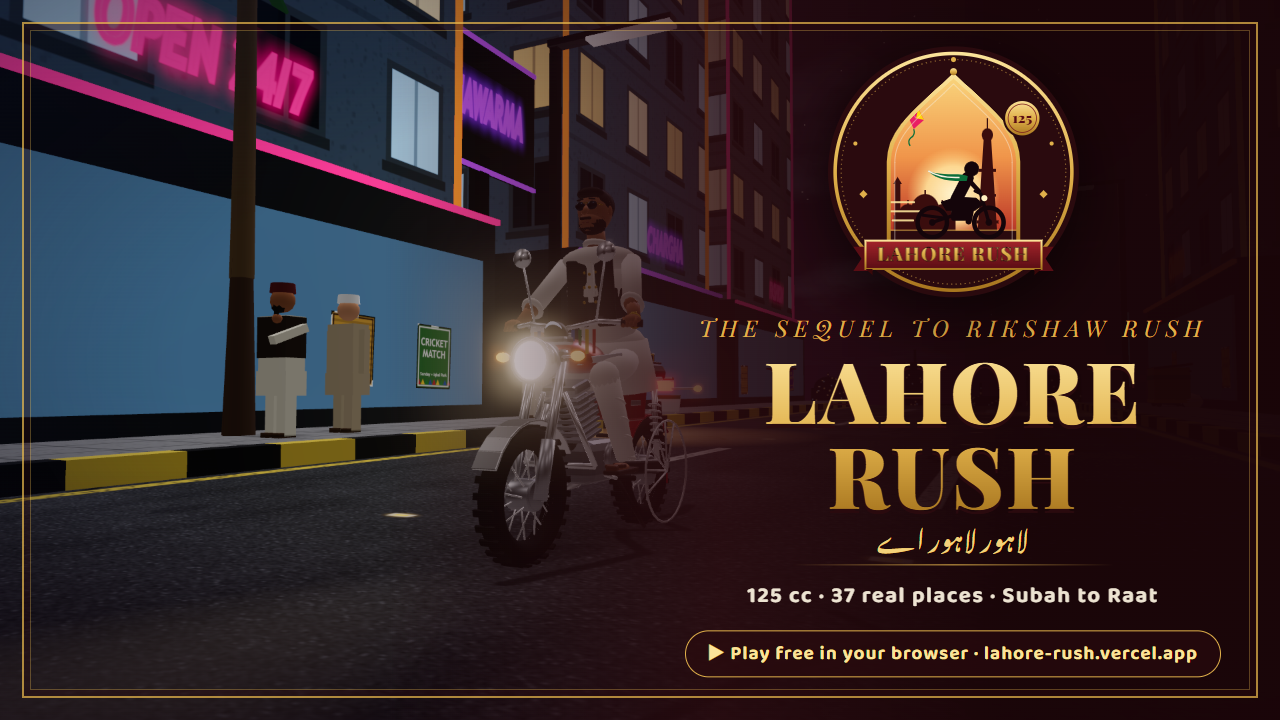 OPEN 24/7
AWARMA
CHARGHA
CRICKET
MATCH
125
LAHORE RUSH
THE SEQUEL TO RIKSHAW RUSH
LAHORE
RUSH
لاہور لاہور اے
125 cc · 37 real places · Subah to Raat
▶ Play free in your browser · lahore-rush.vercel.app